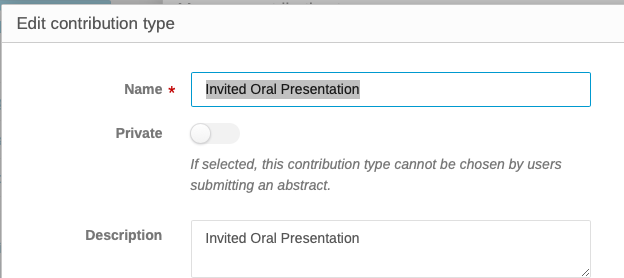 Edit contribution type
Name *
Invited Oral Presentation
Private
If selected, this contribution type cannot be chosen by users
submitting an abstract.
Description
Invited Oral Presentation